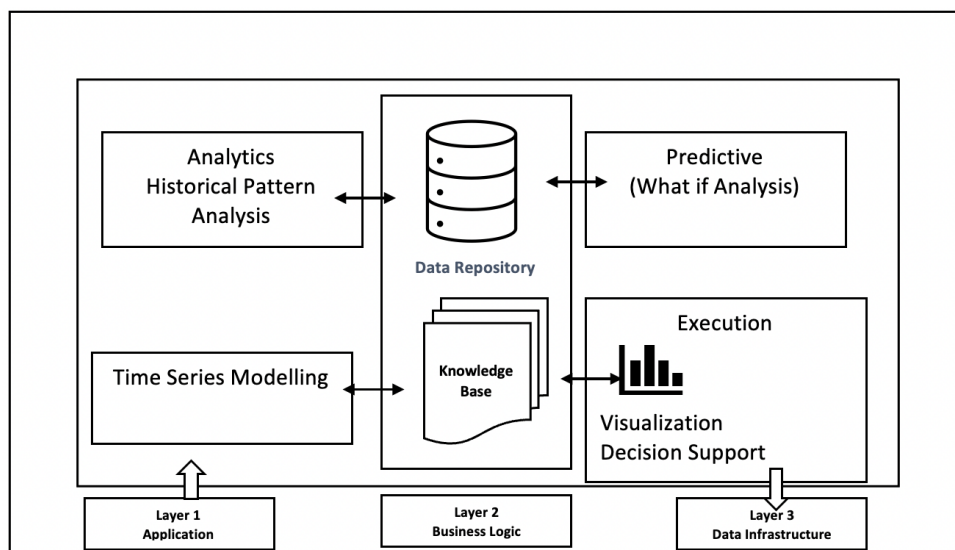 Analytics
Historical Pattern
Analysis
Data Repository
Predictive
(What if Analysis)
Time Series Modelling
Knowledge
Base
Execution
Visualization
Decision Support
Layer 1
Application
Layer 2
Business Logic
Layer 3
Data Infrastructure